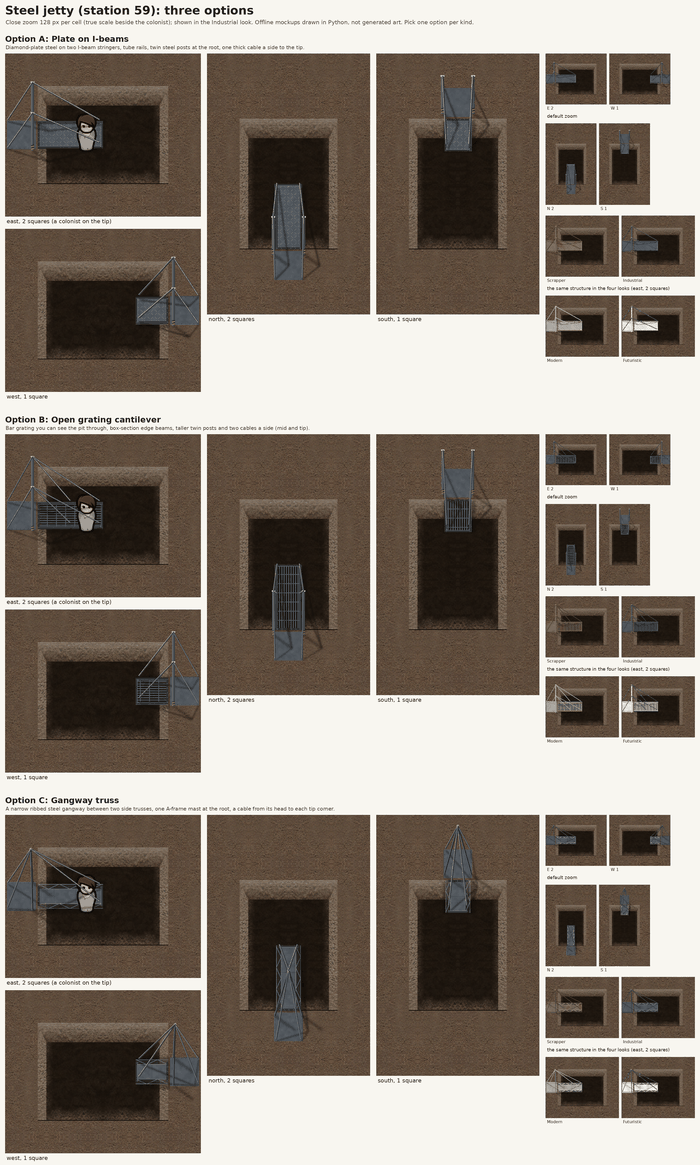 Steel jetty (station 59): three options
Close zoom 128 px per cell (true scale beside the colonist); shown in the Industrial look. Offline mockups drawn in Python, not generated art. Pick one option per kind.
Option A: Plate on I-beams
Diamond-plate steel on two I-beam stringers, tube rails, twin steel posts at the root, one thick cable a side to the tip.
E 2
W 1
default zoom
N 2
S 1
east, 2 squares (a colonist on the tip)
Scrapper
Industrial
the same structure in the four looks (east, 2 squares)
north, 2 squares
south, 1 square
Modern
Futuristic
west, 1 square
Option B: Open grating cantilever
Bar grating you can see the pit through, box-section edge beams, taller twin posts and two cables a side (mid and tip).
E 2
W 1
default zoom
N 2
S 1
east, 2 squares (a colonist on the tip)
Scrapper
Industrial
the same structure in the four looks (east, 2 squares)
north, 2 squares
south, 1 square
Modern
Futuristic
west, 1 square
Option C: Gangway truss
A narrow ribbed steel gangway between two side trusses, one A-frame mast at the root, a cable from its head to each tip corner.
E 2
W 1
default zoom
N 2
S 1
east, 2 squares (a colonist on the tip)
Scrapper
Industrial
the same structure in the four looks (east, 2 squares)
north, 2 squares
south, 1 square
Modern
Futuristic
west, 1 square